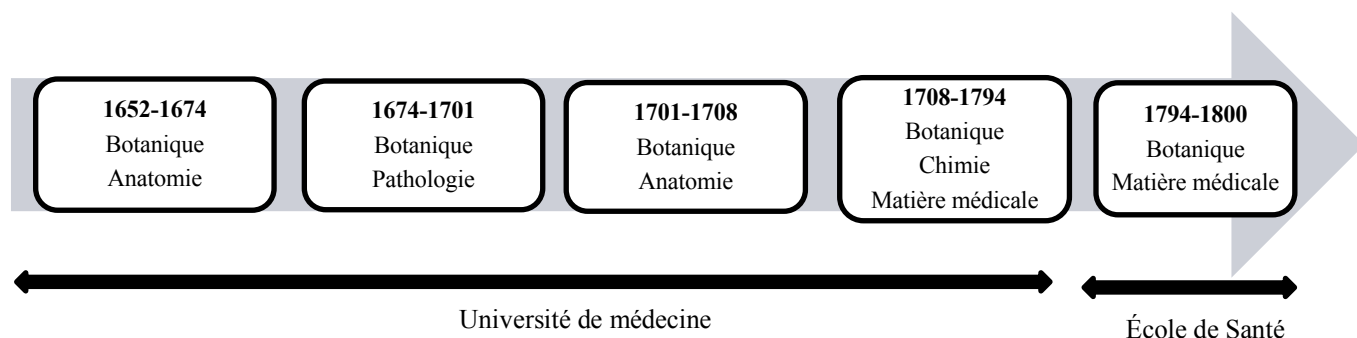 1652-1674
Botanique
Anatomie
1674-1701
Botanique
Pathologie
1701-1708
Botanique
Anatomie
1708-1794
Botanique
Chimie
Matière médicale
1794-1800
Botanique
Matière médicale
Université de médecine
École de Santé